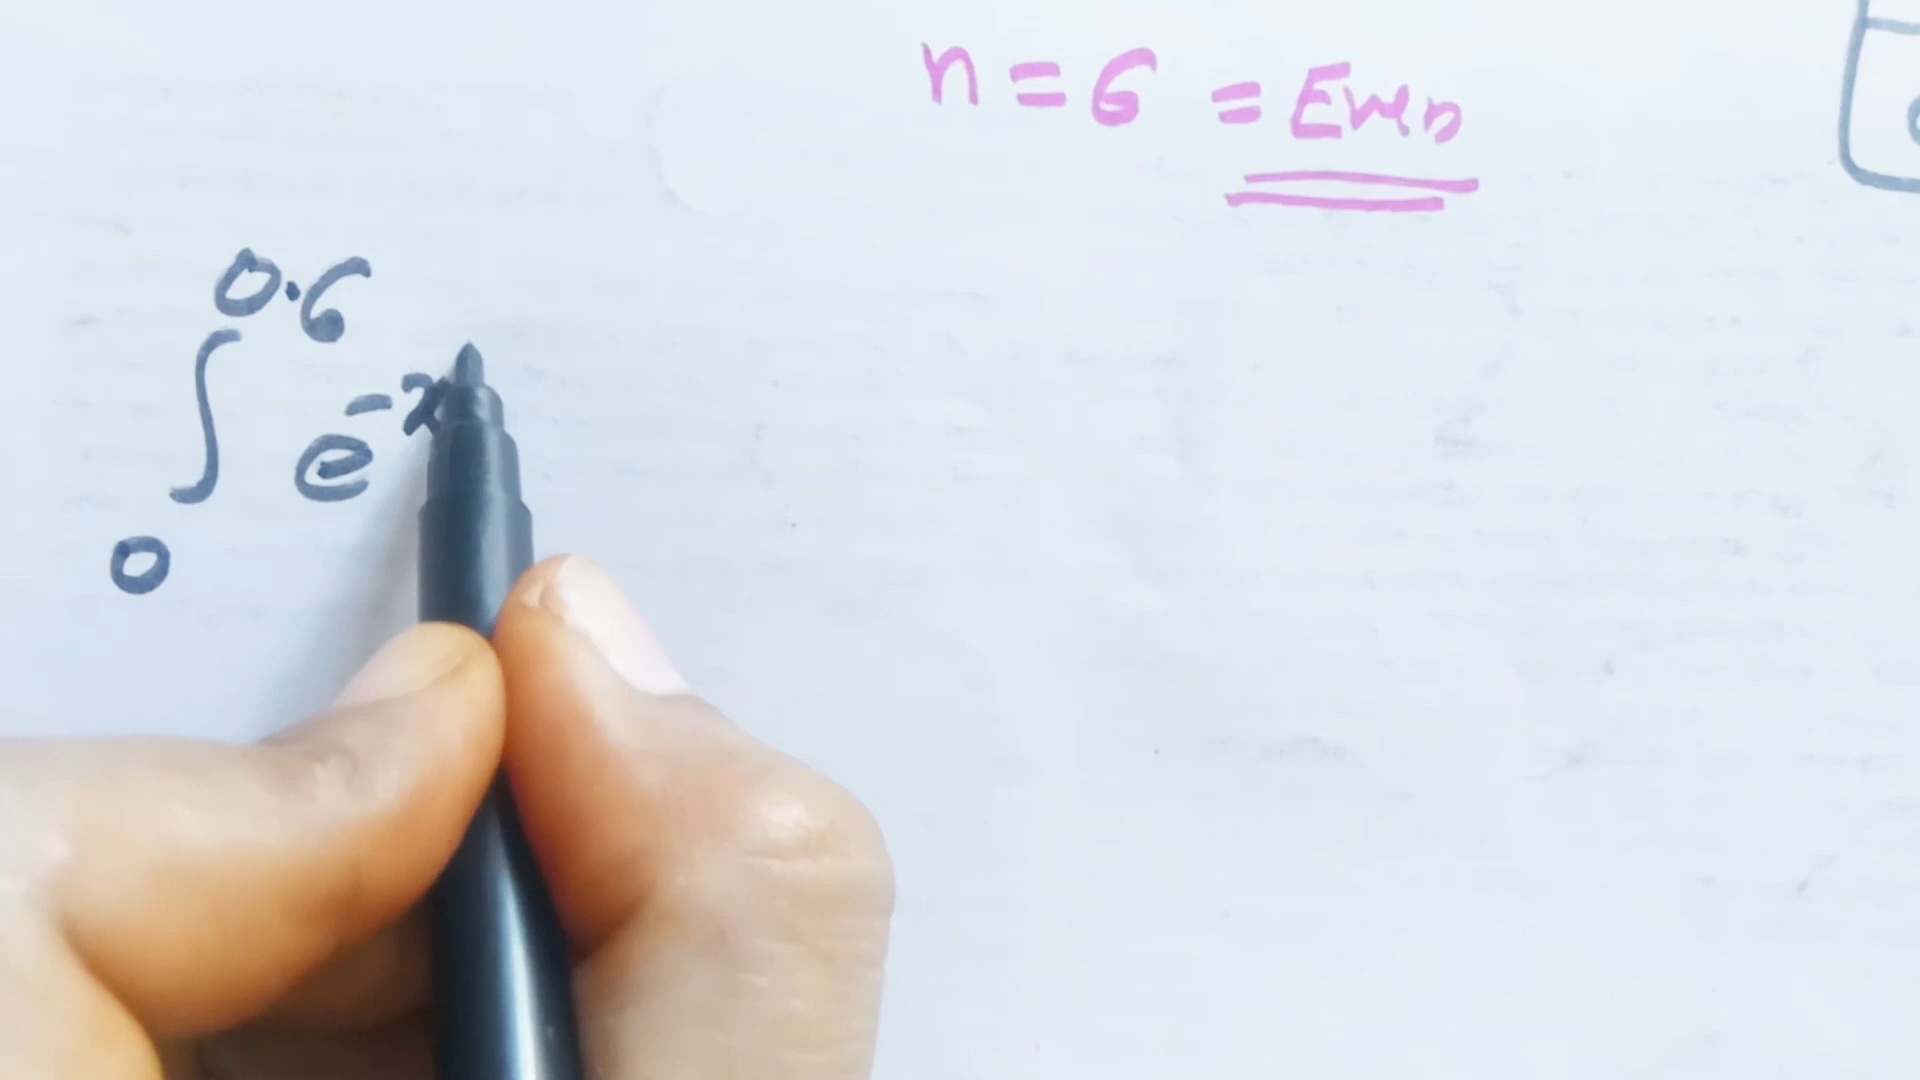 n = 6 = Even
0.6
∫ e^-x
0